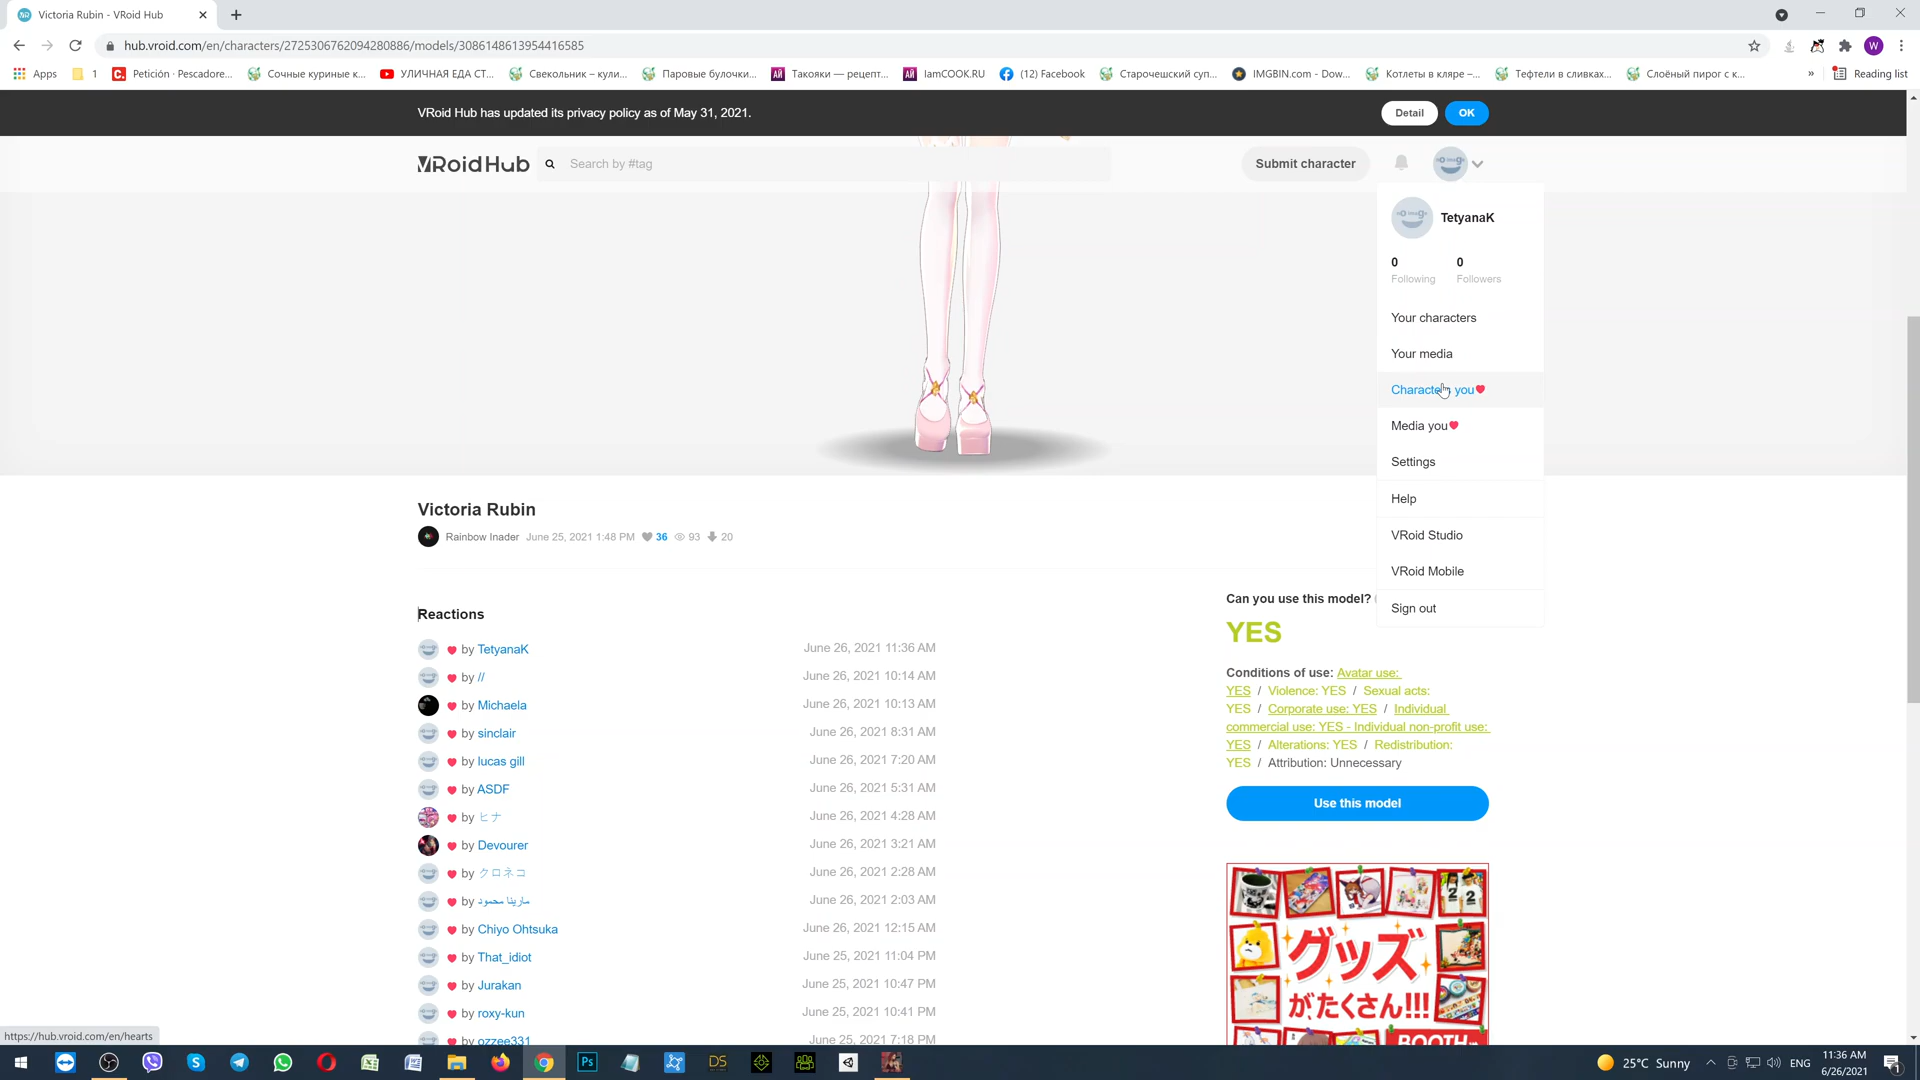 Victoria Rubin - VRoid Hub
hub.vroid.com/en/characters/2725306762094280886/models/3086148613954416585
W
Apps
1
Petición · Pescadore...
Сочные куриные к...
УЛИЧНАЯ ЕДА СТ...
Свекольник – кули...
Паровые булочки...
Такояки — рецепт...
IamCOOK.RU
(12) Facebook
Старочешский суп...
IMGBIN.com - Dow...
Котлеты в кляре –...
Тефтели в сливках...
Слоёный пирог с к...
»
Reading list
VRoid Hub has updated its privacy policy as of May 31, 2021.
Detail
OK
VRoidHub
Search by #tag
Submit character
TetyanaK
0
0
Following
Followers
Your characters
Your media
Characters you❤
Media you❤
Settings
Help
VRoid Studio
VRoid Mobile
Sign out
Victoria Rubin
Rainbow Inader June 25, 2021 1:48 PM 36 93 20
Reactions
by TetyanaK June 26, 2021 11:36 AM
by // June 26, 2021 10:14 AM
by Michaela June 26, 2021 10:13 AM
by sinclair June 26, 2021 8:31 AM
by lucas gill June 26, 2021 7:20 AM
by ASDF June 26, 2021 5:31 AM
by ヒナ June 26, 2021 4:28 AM
by Devourer June 26, 2021 3:21 AM
by クロネコ June 26, 2021 2:28 AM
by مارينا محمود June 26, 2021 2:03 AM
by Chiyo Ohtsuka June 26, 2021 12:15 AM
by That_idiot June 25, 2021 11:04 PM
by Jurakan June 25, 2021 10:47 PM
by roxy-kun June 25, 2021 10:41 PM
by ozzee331 June 25, 2021 7:18 PM
Can you use this model?
YES
Conditions of use: Avatar use:
YES / Violence: YES / Sexual acts:
YES / Corporate use: YES / Individual
commercial use: YES - Individual non-profit use:
YES / Alterations: YES / Redistribution:
YES / Attribution: Unnecessary
Use this model
グッズ
がたくさん!!!
BOOTH
https://hub.vroid.com/en/hearts
25°C Sunny
ENG
11:36 AM
6/26/2021
1